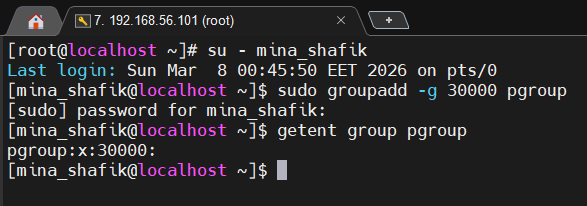 7. 192.168.56.101 (root)
[root@localhost ~]# su - mina_shafik
Last login: Sun Mar  8 00:45:50 EET 2026 on pts/0
[mina_shafik@localhost ~]$ sudo groupadd -g 30000 pgroup
[sudo] password for mina_shafik:
[mina_shafik@localhost ~]$ getent group pgroup
pgroup:x:30000:
[mina_shafik@localhost ~]$